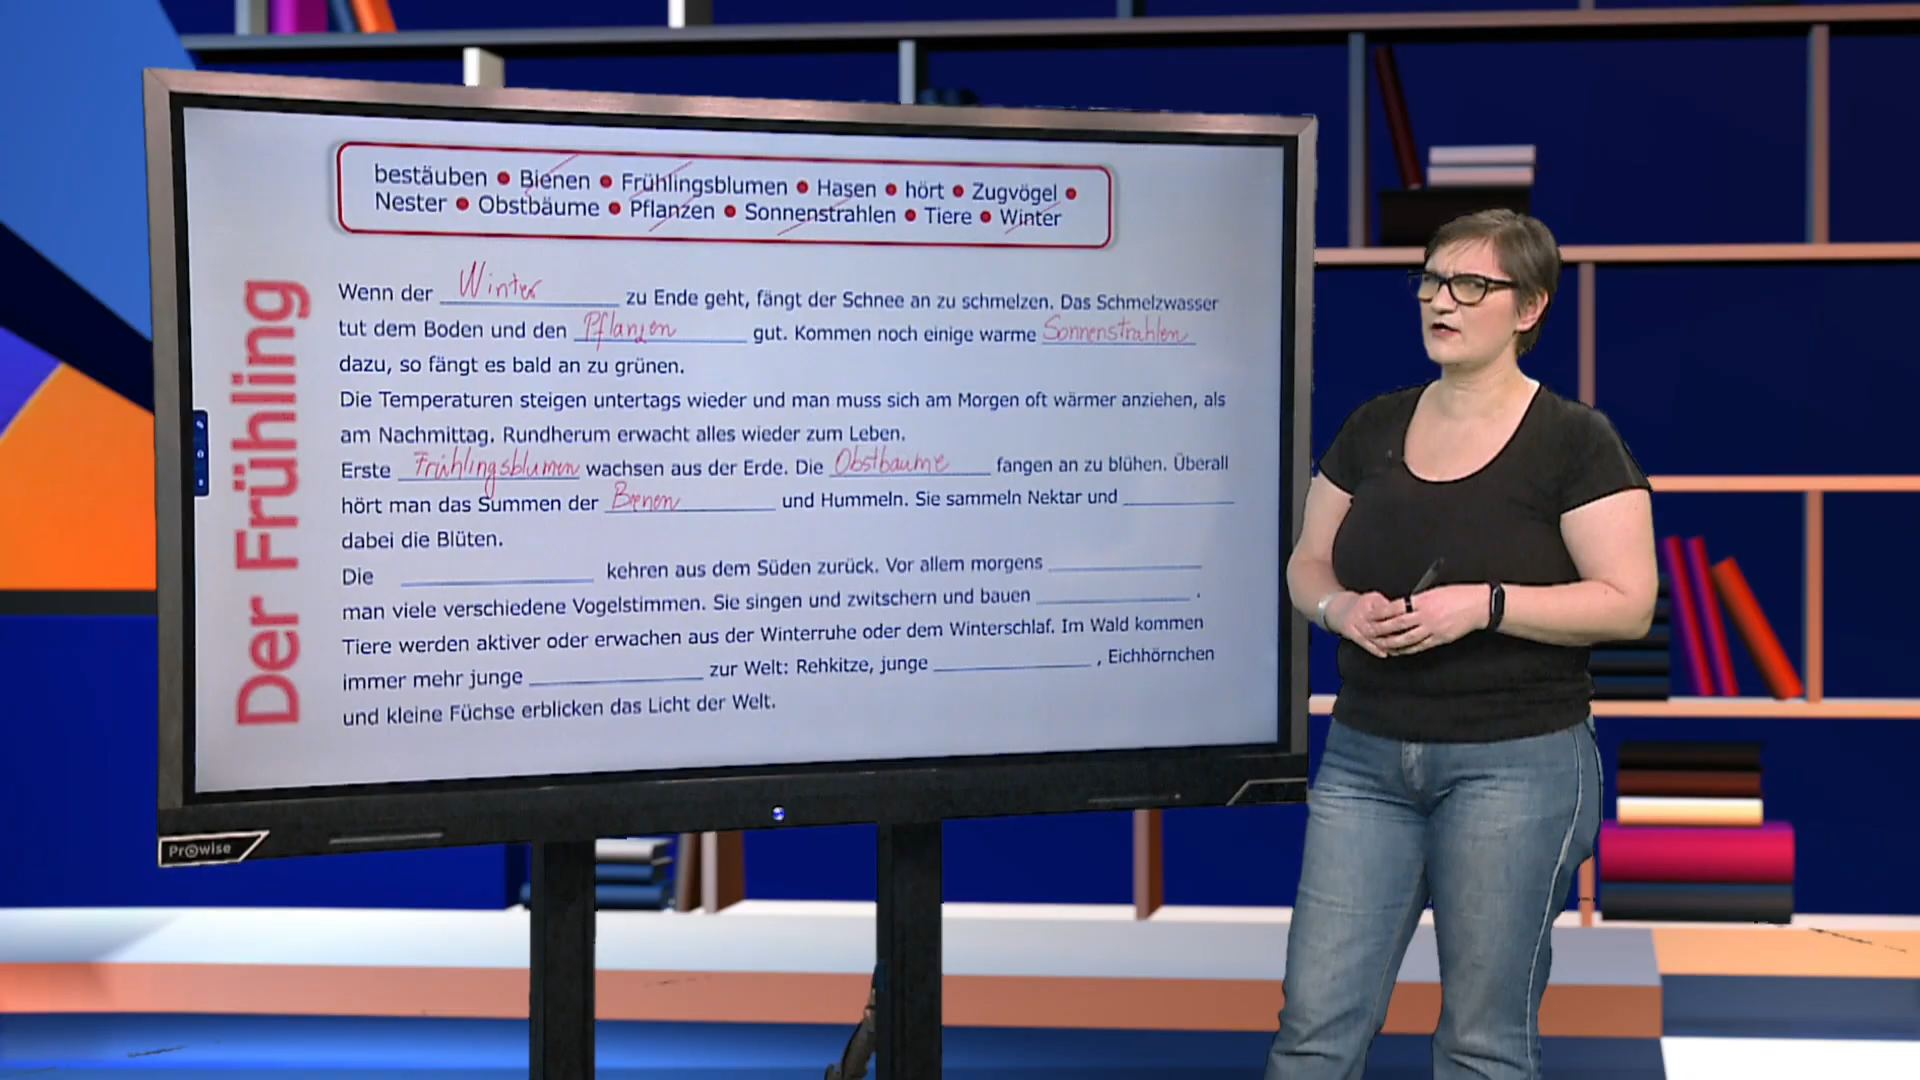 bestäuben • Bienen • Frühlingsblumen • Hasen • hört • Zugvögel •
Nester • Obstbäume • Pflanzen • Sonnenstrahlen • Tiere • Winter
Der Frühling
Wenn der Winter zu Ende geht, fängt der Schnee an zu schmelzen. Das Schmelzwasser
tut dem Boden und den Pflanzen gut. Kommen noch einige warme Sonnenstrahlen
dazu, so fängt es bald an zu grünen.
Die Temperaturen steigen untertags wieder und man muss sich am Morgen oft wärmer anziehen, als
am Nachmittag. Rundherum erwacht alles wieder zum Leben.
Erste Frühlingsblumen wachsen aus der Erde. Die Obstbäume fangen an zu blühen. Überall
hört man das Summen der Bienen und Hummeln. Sie sammeln Nektar und ____
dabei die Blüten.
Die ____ kehren aus dem Süden zurück. Vor allem morgens ____
man viele verschiedene Vogelstimmen. Sie singen und zwitschern und bauen ____ .
Tiere werden aktiver oder erwachen aus der Winterruhe oder dem Winterschlaf. Im Wald kommen
immer mehr junge ____ zur Welt: Rehkitze, junge ____ , Eichhörnchen
und kleine Füchse erblicken das Licht der Welt.
Prowise